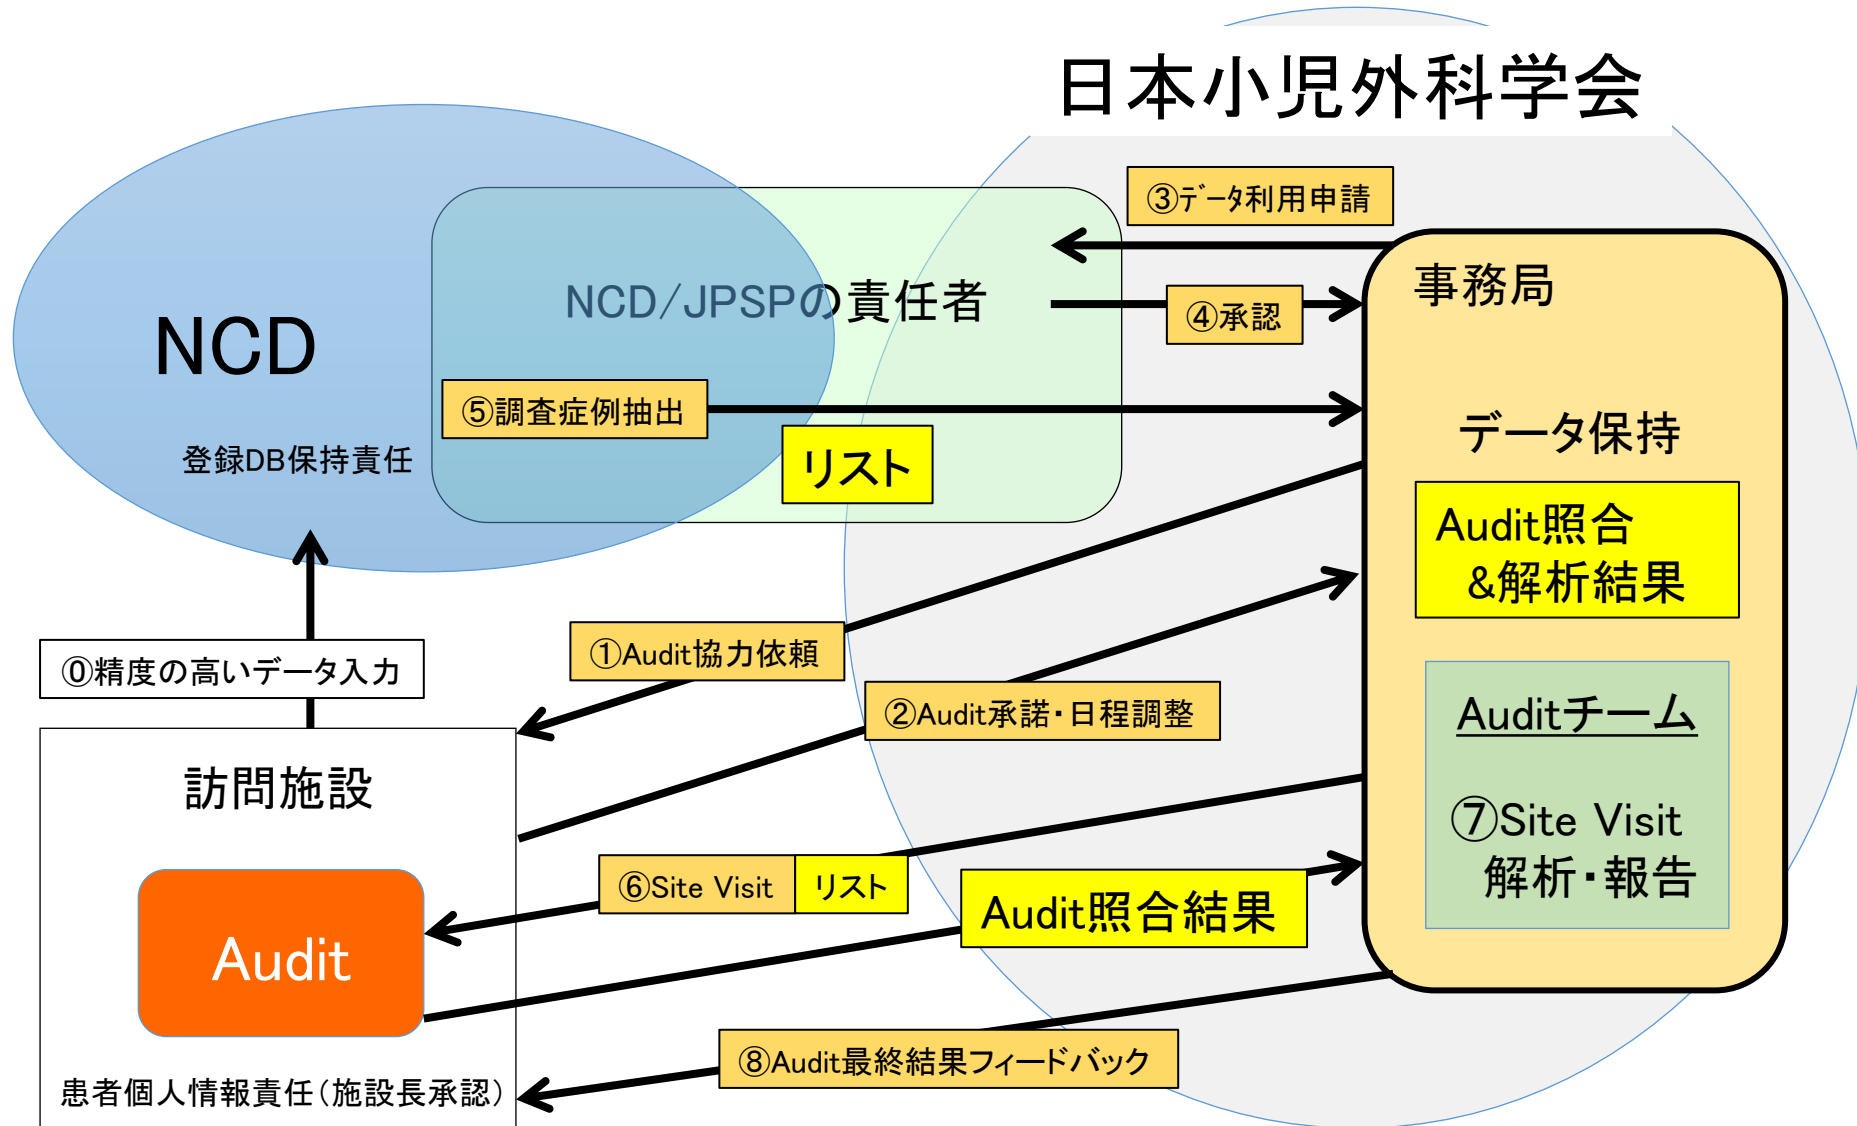 日本小児外科学会
③ﾃﾞｰﾀ利用申請
NCD/JPSPの責任者
事務局
④承認
NCD
⑤調査症例抽出
データ保持
登録DB保持責任
リスト
Audit照合
&解析結果
①Audit協力依頼
⓪精度の高いデータ入力
②Audit承諾・日程調整
Auditチーム
訪問施設
⑦Site Visit
解析・報告
⑥Site Visit
リスト
Audit照合結果
Audit
⑧Audit最終結果フィードバック
患者個人情報責任（施設長承認）